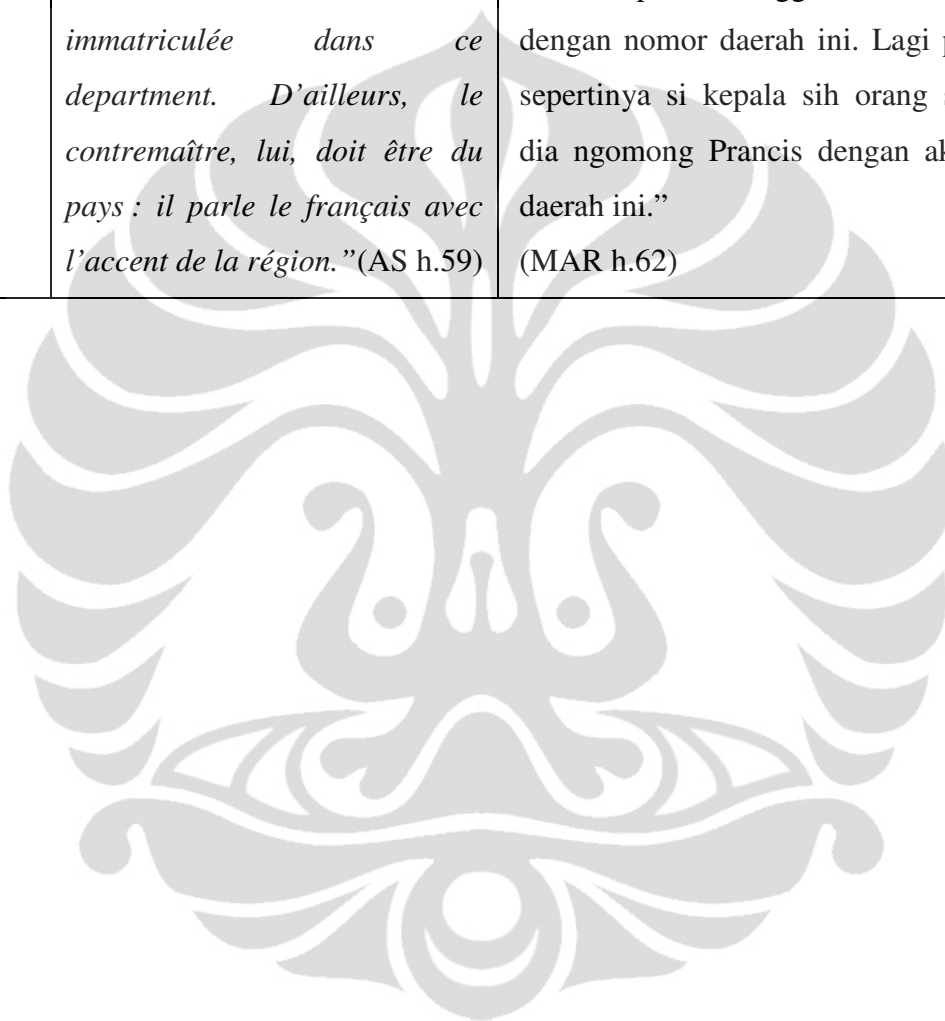 immatriculée dans ce
department. D’ailleurs, le
contremaître, lui, doit être du
pays : il parle le français avec
l’accent de la région.”(AS h.59)
dengan nomor daerah ini. Lagi
sepertinya si kepala sih orang
dia ngomong Prancis dengan
daerah ini.”
(MAR h.62)